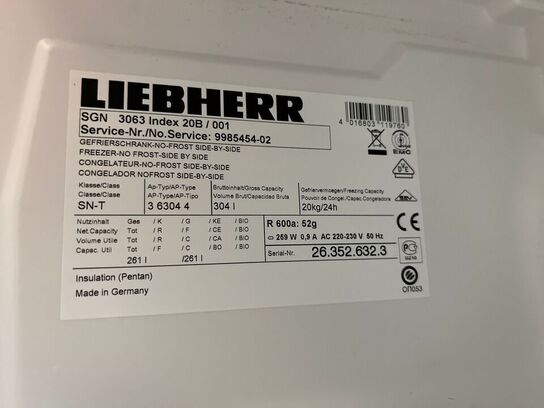 LIEBHERR
SGN 3063 Index 20B / 001
Service-Nr./No.Service: 9985454-02
4 016803 119760
GEFRIERSCHRANK-NO-FROST SIDE-BY-SIDE
FREEZER-NO FROST-SIDE BY SIDE
CONGELATEUR-NO-FROST SIDE-BY-SIDE
CONGELADOR NOFRAST SIDE-BY-SIDE
EMC
Klasse/Class Ap-Typ/AP-Type Bruttoinhalt/Gross Capacity Gefriervermoegen/Freezing Capacity
Classe/Classe AP-Type/AP-Tipo Volume Brut/Capacidad Bruta Pouvoir de Congel./Capac Congeladora
SN-T 3 6304 4 304 l 20kg/24h
Nutzinhalt Ges / K / G / KE / BIO
Net.Capacity Tot / R / F / CE / BIO
Volume Utile Tot / R / C / CA / BIO
Capac. Util Tot / F / C / BO / BIO
261 l /261 l
R 600a: 52g
259 W 0,9 A AC 220-230 V 50 Hz
Serial-Nr. 26.352.632.3
CE
Insulation (Pentan)
Made in Germany